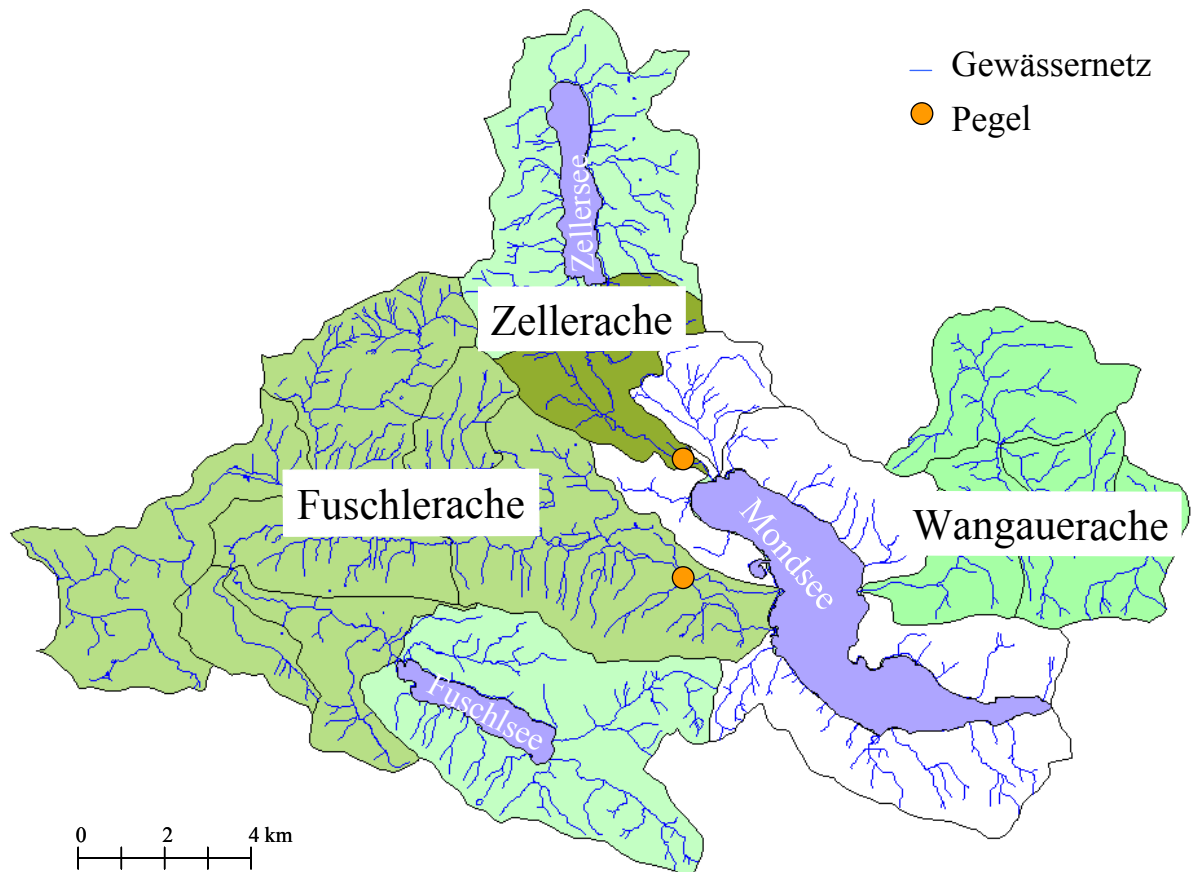 Gewässernetz
Pegel
Zellersee
Zellerache
Fuschlerache
Wangauerache
Mondsee
Fuschlsee
0 2 4 km